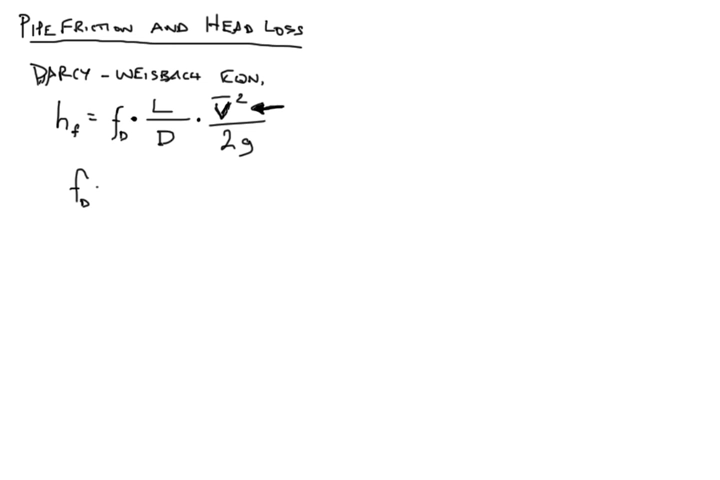 PIPE FRICTION AND HEAD LOSS
DARCY - WEISBACH EQN.
h_f = f_D · L/D · V̅²/2g
f_D